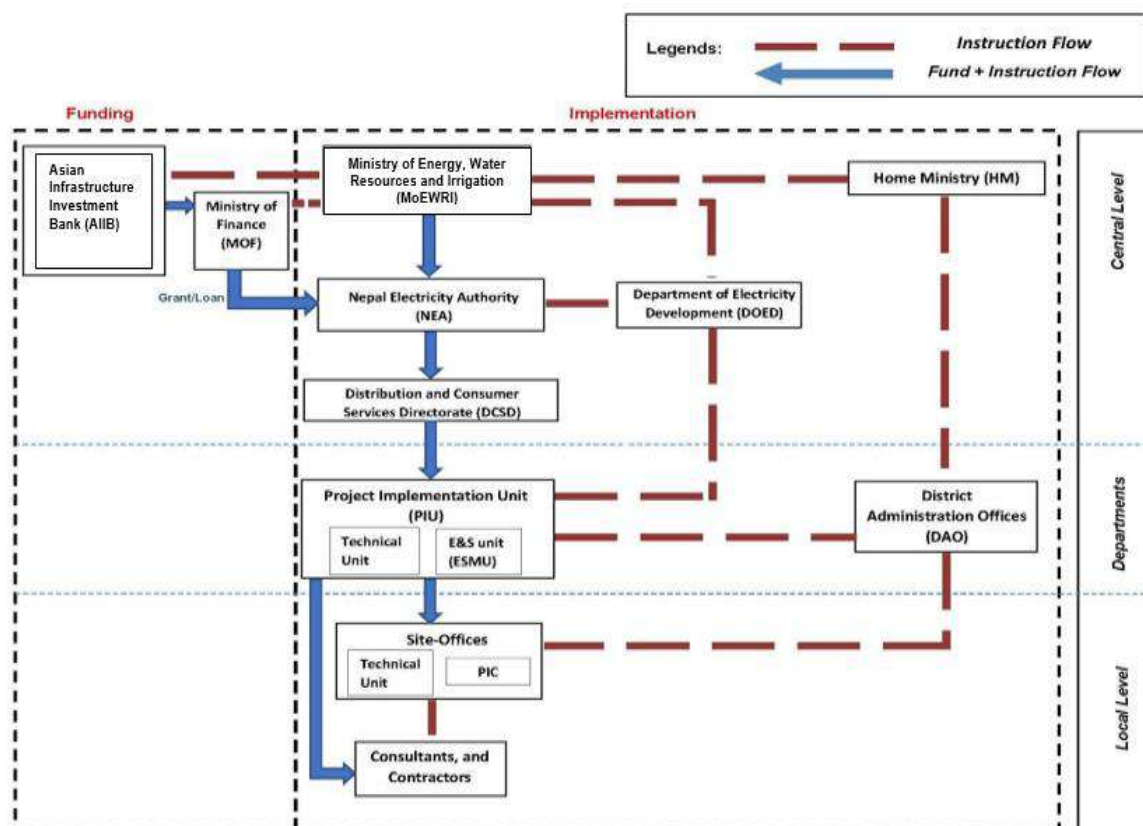 Legends:
Instruction Flow
Fund + Instruction Flow
Funding
Implementation
Asian
Infrastructure
Investment
Bank (AIIB)
Ministry of
Finance
(MOF)
Grant/Loan
Ministry of Energy, Water
Resources and Irrigation
(MoEWRI)
Home Ministry (HM)
Nepal Electricity Authority
(NEA)
Department of Electricity
Development (DOED)
Distribution and Consumer
Services Directorate (DCSD)
Central Level
Project Implementation Unit
(PIU)
Technical
Unit
E&S unit
(ESMU)
District
Administration Offices
(DAO)
Departments
Site-Offices
Technical
Unit
PIC
Consultants, and
Contractors
Local Level